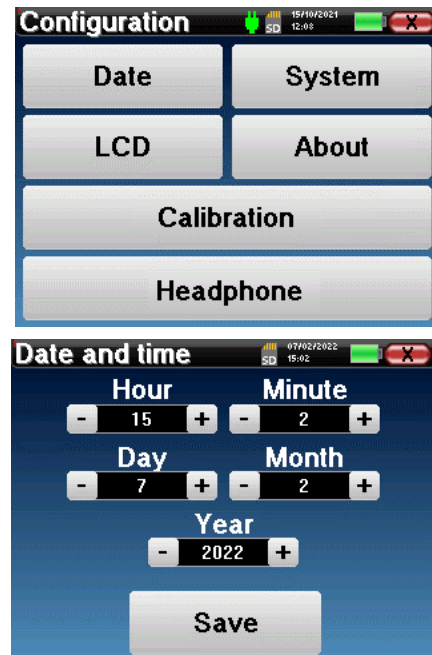 Configuration
SD 15/10/2021
12:08
X
Date System
LCD About
Calibration
Headphone
Date and time
SD 07/02/2022
15:02
X
Hour Minute
- 15 + - 2 +
Day Month
- 7 + - 2 +
Year
- 2022 +
Save